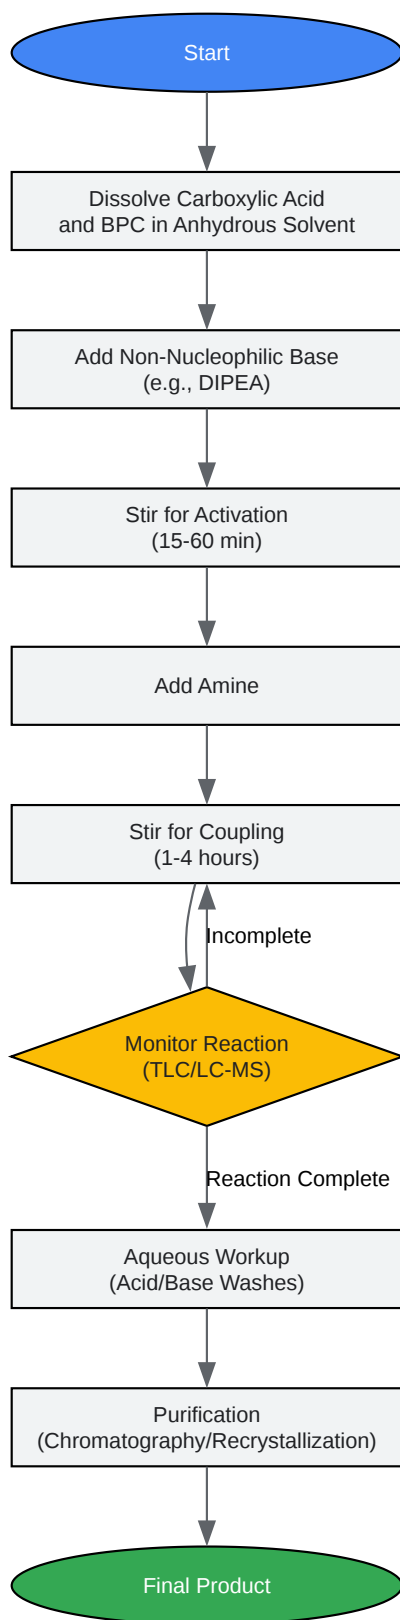 Start
Dissolve Carboxylic Acid
and BPC in Anhydrous Solvent
Add Non-Nucleophilic Base
(e.g., DIPEA)
Stir for Activation
(15-60 min)
Add Amine
Stir for Coupling
(1-4 hours)
Incomplete
Monitor Reaction
(TLC/LC-MS)
Reaction Complete
Aqueous Workup
(Acid/Base Washes)
Purification
(Chromatography/Recrystallization)
Final Product